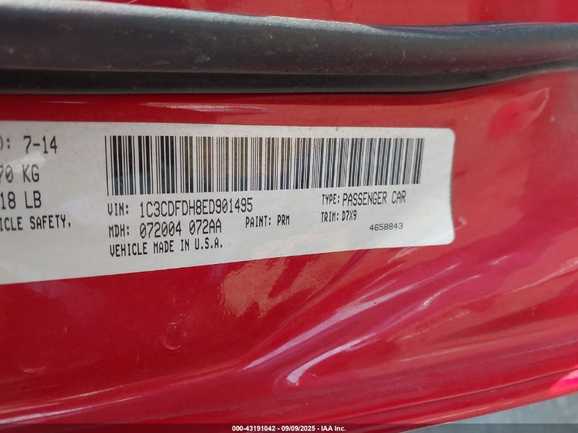 ): 7-14
70 KG
18 LB
ICLE SAFETY.
VIN: 1C3CDFDH8ED901495
TYPE: PASSENGER CAR
MDH: 072004 072AA
PAINT: PRM
TRIM: D7X9
VEHICLE MADE IN U.S.A.
4658843
000-43191042 - 09/09/2025 - IAA Inc.